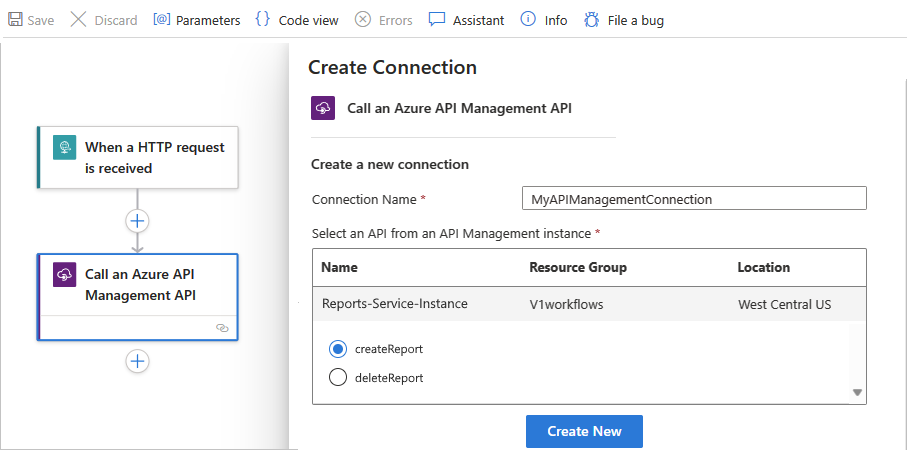 Save Discard Parameters Code view Errors Assistant Info File a bug
When a HTTP request
is received
Call an Azure API
Management API
Create Connection
Call an Azure API Management API
Create a new connection
Connection Name * MyAPIManagementConnection
Select an API from an API Management instance *
Name Resource Group Location
Reports-Service-Instance V1workflows West Central US
createReport
deleteReport
Create New